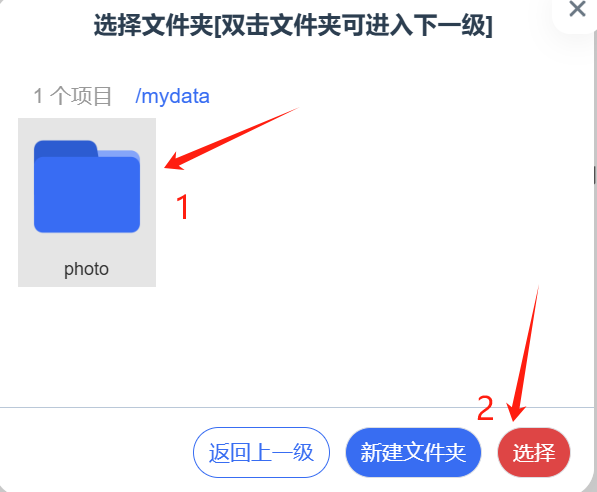 选择文件夹[双击文件夹可进入下一级]
1 个项目 /mydata
1
photo
2
返回上一级 新建文件夹 选择